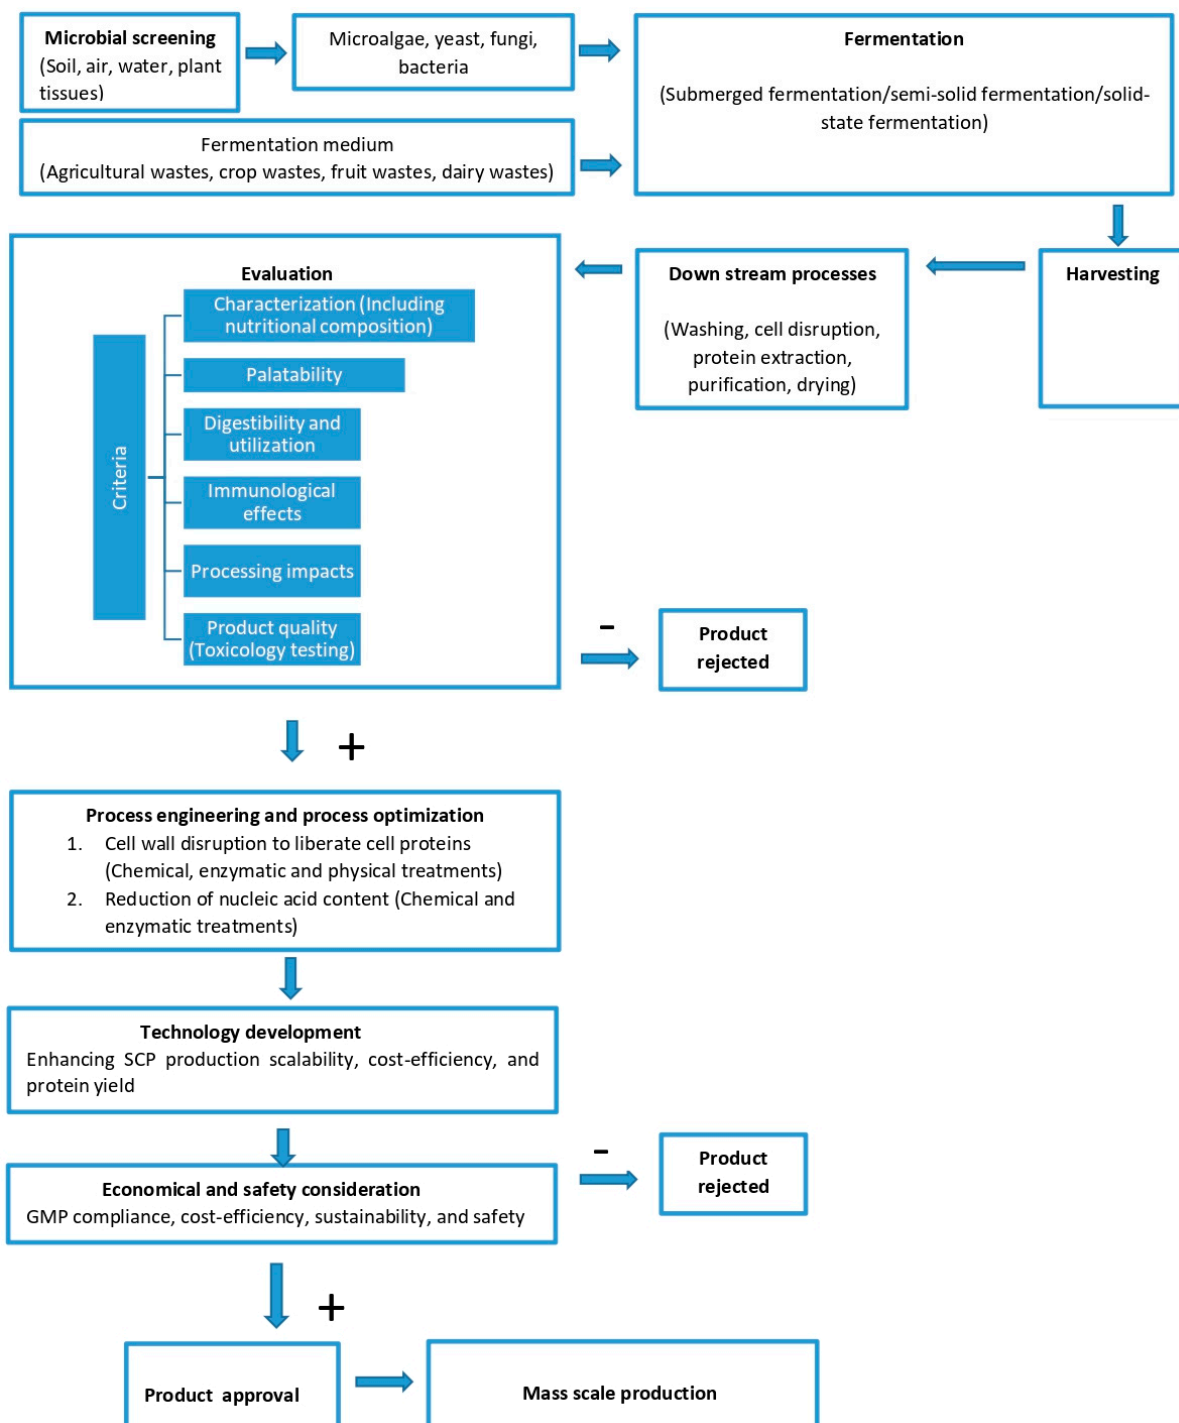 Microbial screening
(Soil, air, water, plant
tissues)
Microalgae, yeast, fungi,
bacteria
Fermentation
(Submerged fermentation/semi-solid fermentation/solid-
state fermentation)
Fermentation medium
(Agricultural wastes, crop wastes, fruit wastes, dairy wastes)
Harvesting
Down stream processes
(Washing, cell disruption,
protein extraction,
purification, drying)
Evaluation
Criteria
Characterization (Including
nutritional composition)
Palatability
Digestibility and
utilization
Immunological
effects
Processing impacts
Product quality
(Toxicology testing)
-
Product
rejected
+
Process engineering and process optimization
1. Cell wall disruption to liberate cell proteins
(Chemical, enzymatic and physical treatments)
2. Reduction of nucleic acid content (Chemical and
enzymatic treatments)
Technology development
Enhancing SCP production scalability, cost-efficiency, and
protein yield
Economical and safety consideration
GMP compliance, cost-efficiency, sustainability, and safety
-
Product
rejected
+
Product approval
Mass scale production